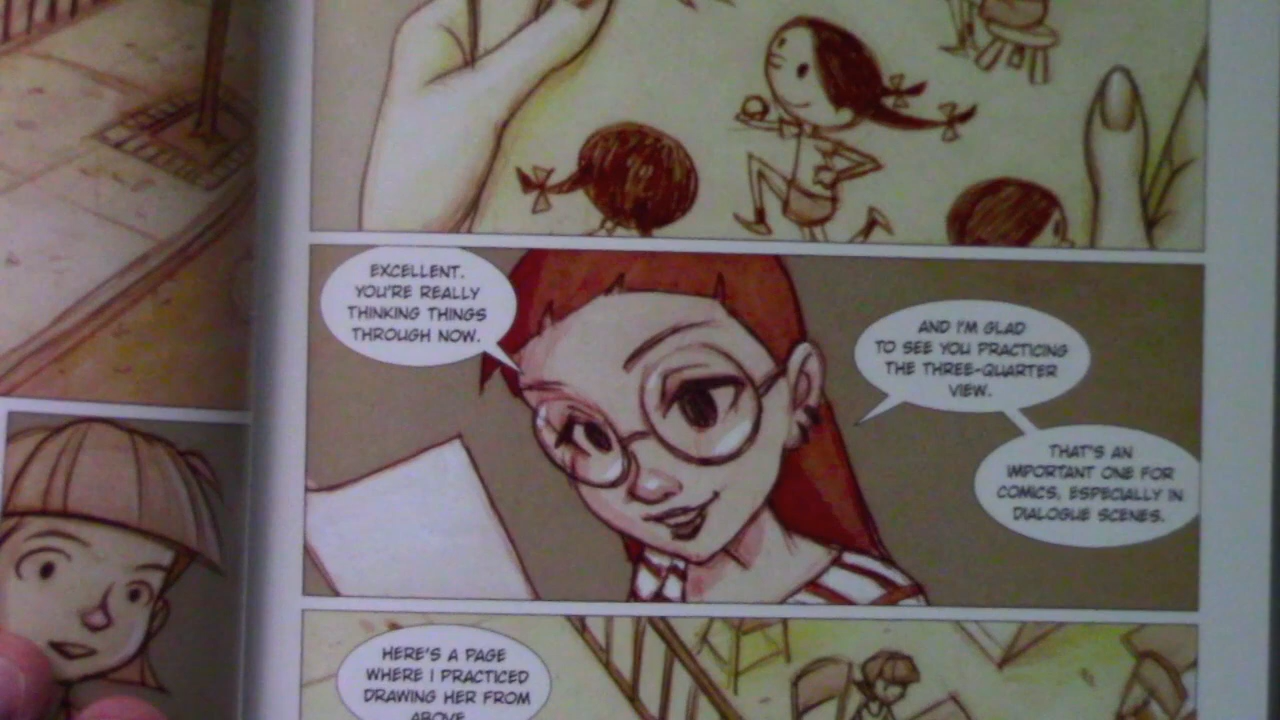 EXCELLENT.
YOU'RE REALLY
THINKING THINGS
THROUGH NOW.
AND I'M GLAD
TO SEE YOU PRACTICING
THE THREE-QUARTER
VIEW.
THAT'S AN
IMPORTANT ONE FOR
COMICS, ESPECIALLY IN
DIALOGUE SCENES.
HERE'S A PAGE
WHERE I PRACTICED
DRAWING HER FROM
ABOVE